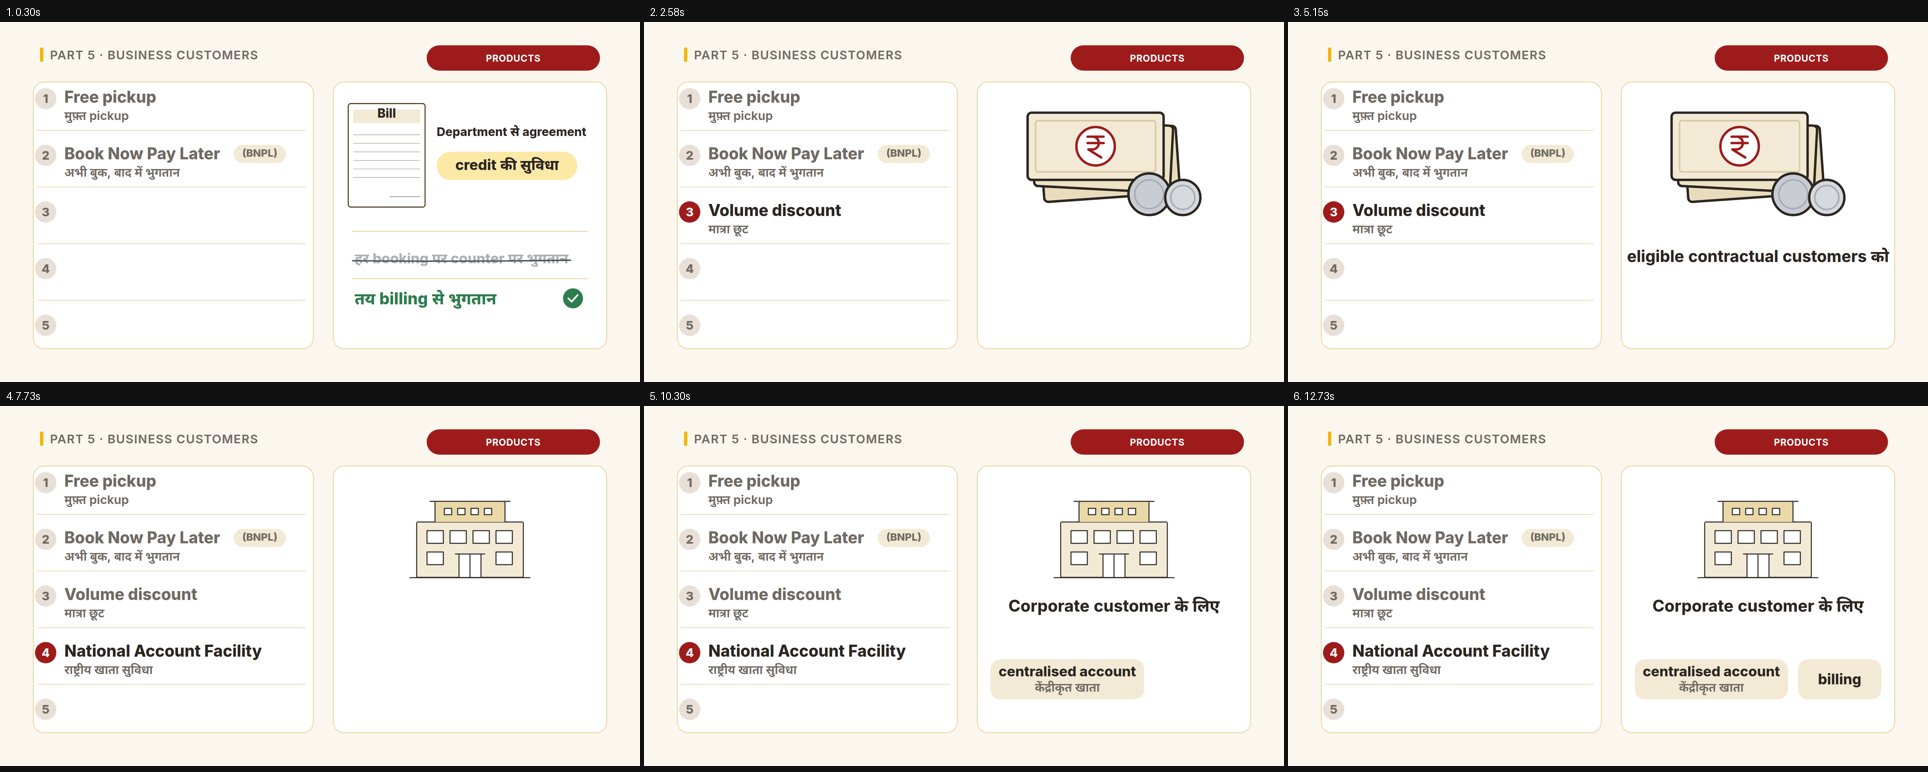 1. 0.30s
PART 5 · BUSINESS CUSTOMERS
PRODUCTS
1 Free pickup
मुफ़्त pickup
2 Book Now Pay Later (BNPL)
अभी बुक, बाद में भुगतान
3
4
5
Bill
Department से agreement
credit की सुविधा
हर booking पर counter पर भुगतान
तय billing से भुगतान
2. 2.58s
PART 5 · BUSINESS CUSTOMERS
PRODUCTS
1 Free pickup
मुफ़्त pickup
2 Book Now Pay Later (BNPL)
अभी बुक, बाद में भुगतान
3 Volume discount
मात्रा छूट
4
5
₹
3. 5.15s
PART 5 · BUSINESS CUSTOMERS
PRODUCTS
1 Free pickup
मुफ़्त pickup
2 Book Now Pay Later (BNPL)
अभी बुक, बाद में भुगतान
3 Volume discount
मात्रा छूट
4
5
₹
eligible contractual customers को
4. 7.73s
PART 5 · BUSINESS CUSTOMERS
PRODUCTS
1 Free pickup
मुफ़्त pickup
2 Book Now Pay Later (BNPL)
अभी बुक, बाद में भुगतान
3 Volume discount
मात्रा छूट
4 National Account Facility
राष्ट्रीय खाता सुविधा
5
5. 10.30s
PART 5 · BUSINESS CUSTOMERS
PRODUCTS
1 Free pickup
मुफ़्त pickup
2 Book Now Pay Later (BNPL)
अभी बुक, बाद में भुगतान
3 Volume discount
मात्रा छूट
4 National Account Facility
राष्ट्रीय खाता सुविधा
5
Corporate customer के लिए
centralised account
केंद्रीकृत खाता
6. 12.73s
PART 5 · BUSINESS CUSTOMERS
PRODUCTS
1 Free pickup
मुफ़्त pickup
2 Book Now Pay Later (BNPL)
अभी बुक, बाद में भुगतान
3 Volume discount
मात्रा छूट
4 National Account Facility
राष्ट्रीय खाता सुविधा
5
Corporate customer के लिए
centralised account
केंद्रीकृत खाता
billing